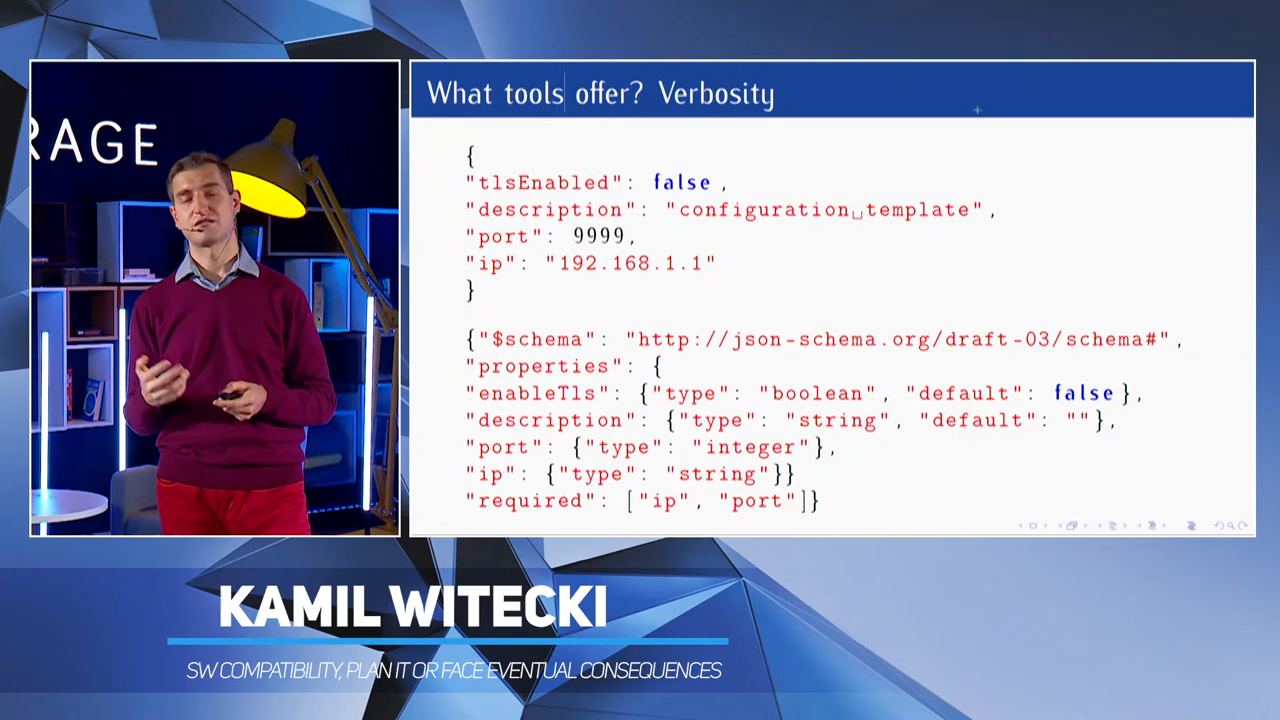 RAGE
What tools offer? Verbosity
{
"tlsEnabled": false,
"description": "configuration␣template",
"port": 9999,
"ip": "192.168.1.1"
}
{"$schema": "http://json-schema.org/draft-03/schema#",
"properties": {
"enableTls": {"type": "boolean", "default": false},
"description": {"type": "string", "default": ""},
"port": {"type": "integer"},
"ip": {"type": "string"}}
"required": ["ip", "port"]}
KAMIL WITECKI
SW COMPATIBILITY, PLAN IT OR FACE EVENTUAL CONSEQUENCES